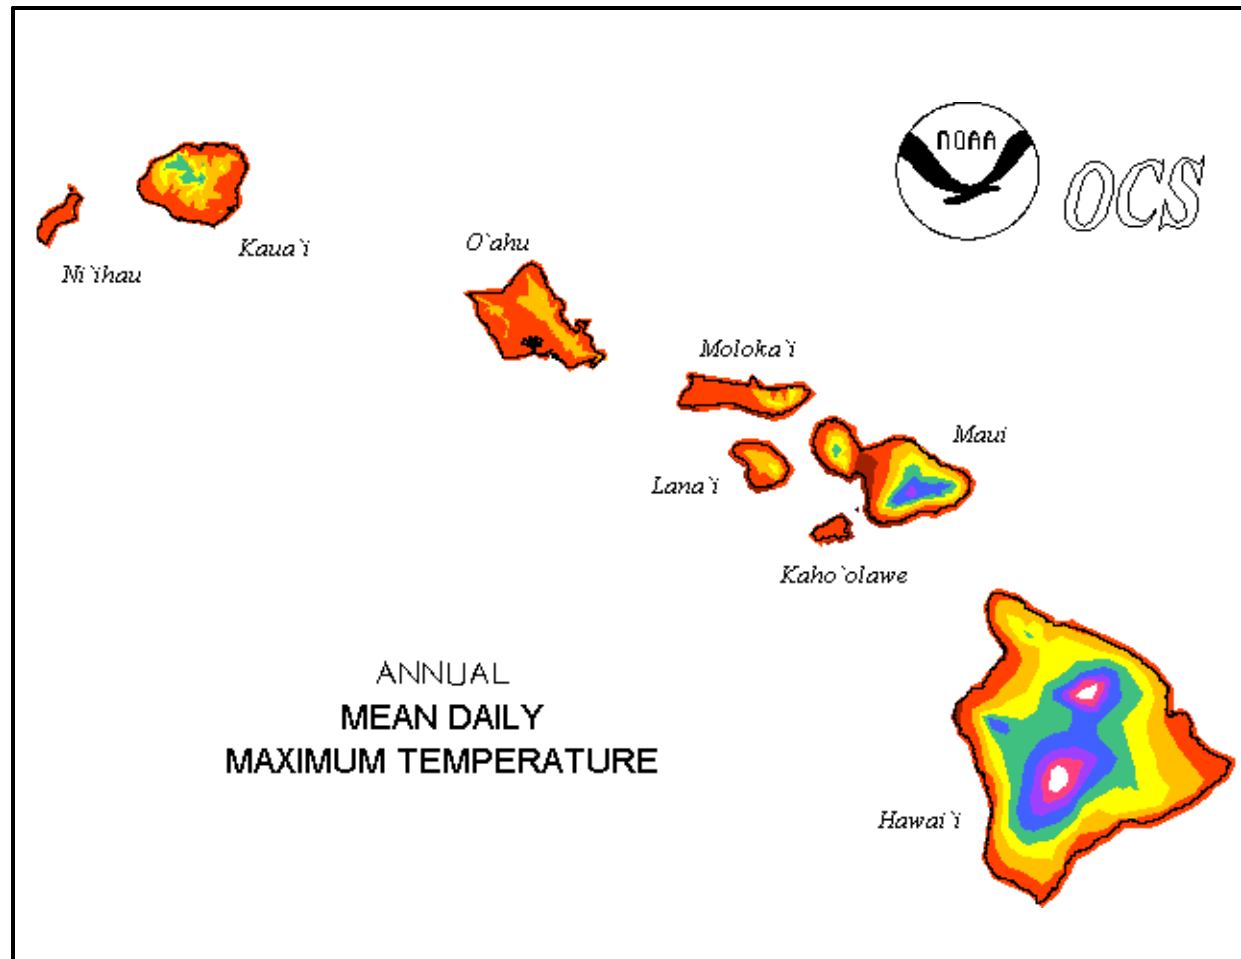 NOAA
OCS
Kaua`i
O`ahu
Ni`ihau
Moloka`i
Maui
Lana`i
Kaho`olawe
ANNUAL
MEAN DAILY
MAXIMUM TEMPERATURE
Hawai`i